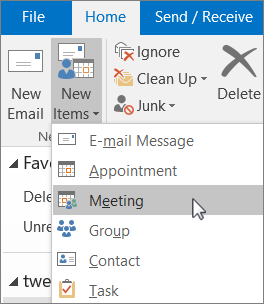 File Home Send / Receive
New Email
New Items
Ignore
Clean Up
Junk
Delete
Ne
E-mail Message
Fav
Appointment
Dele
Meeting
Unre
Group
Contact
twe
Task